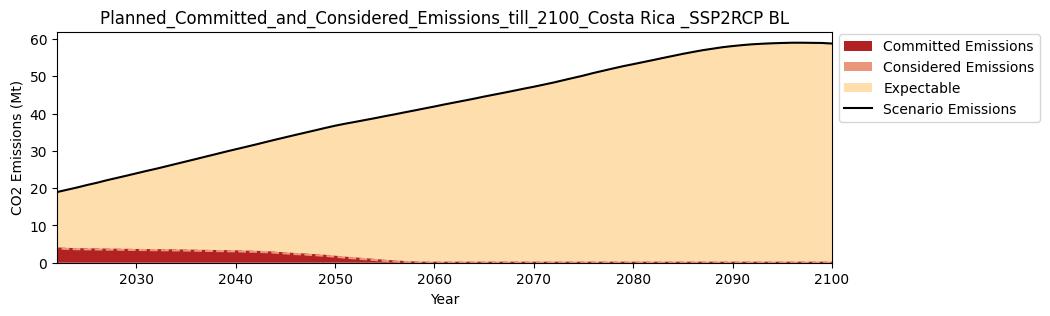 Planned_Committed_and_Considered_Emissions_till_2100_Costa Rica _SSP2RCP BL
Committed Emissions
Considered Emissions
Expectable
Scenario Emissions
CO2 Emissions (Mt)
60
50
40
30
20
10
0
2030 2040 2050 2060 2070 2080 2090 2100
Year